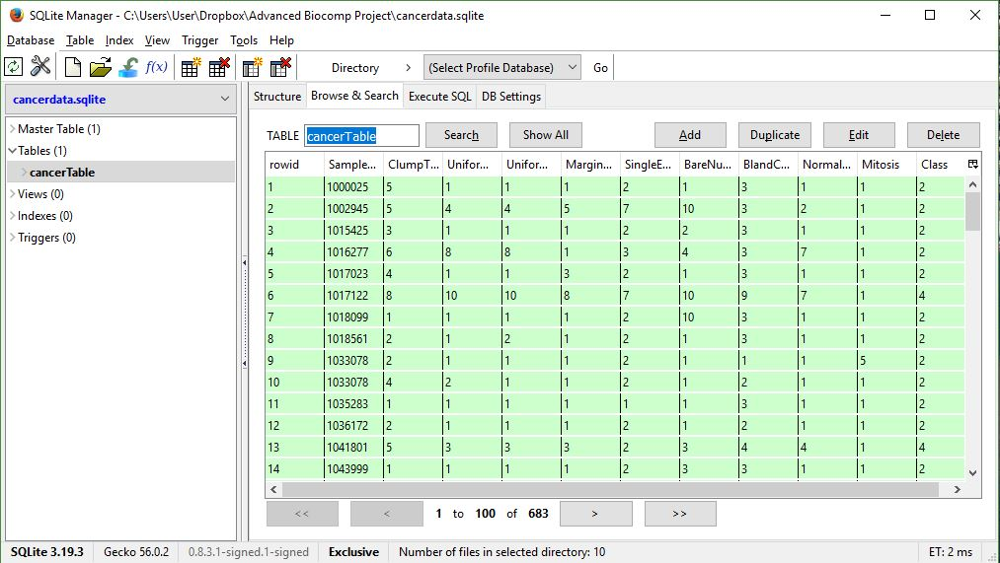 SQLite Manager - C:\Users\User\Dropbox\Advanced Biocomp Project\cancerdata.sqlite
Database Table Index View Trigger Tools Help
f(x) Directory > (Select Profile Database) Go
cancerdata.sqlite
Master Table (1)
Tables (1)
cancerTable
Views (0)
Indexes (0)
Triggers (0)
Structure Browse & Search Execute SQL DB Settings
TABLE cancerTable Search Show All Add Duplicate Edit Delete
rowid Sample... ClumpT... Unifor... Unifor... Margin... SingleE... BareNu... BlandC... Normal... Mitosis Class
1 1000025 5 1 1 1 2 1 3 1 1 2
2 1002945 5 4 4 5 7 10 3 2 1 2
3 1015425 3 1 1 1 2 2 3 1 1 2
4 1016277 6 8 8 1 3 4 3 7 1 2
5 1017023 4 1 1 3 2 1 3 1 1 2
6 1017122 8 10 10 8 7 10 9 7 1 4
7 1018099 1 1 1 1 2 10 3 1 1 2
8 1018561 2 1 2 1 2 1 3 1 1 2
9 1033078 2 1 1 1 2 1 1 1 5 2
10 1033078 4 2 1 1 2 1 2 1 1 2
11 1035283 1 1 1 1 1 1 3 1 1 2
12 1036172 2 1 1 1 2 1 2 1 1 2
13 1041801 5 3 3 3 2 3 4 4 1 4
14 1043999 1 1 1 1 2 3 3 1 1 2
<< < 1 to 100 of 683 > >>
SQLite 3.19.3 Gecko 56.0.2 0.8.3.1-signed.1-signed Exclusive Number of files in selected directory: 10 ET: 2 ms